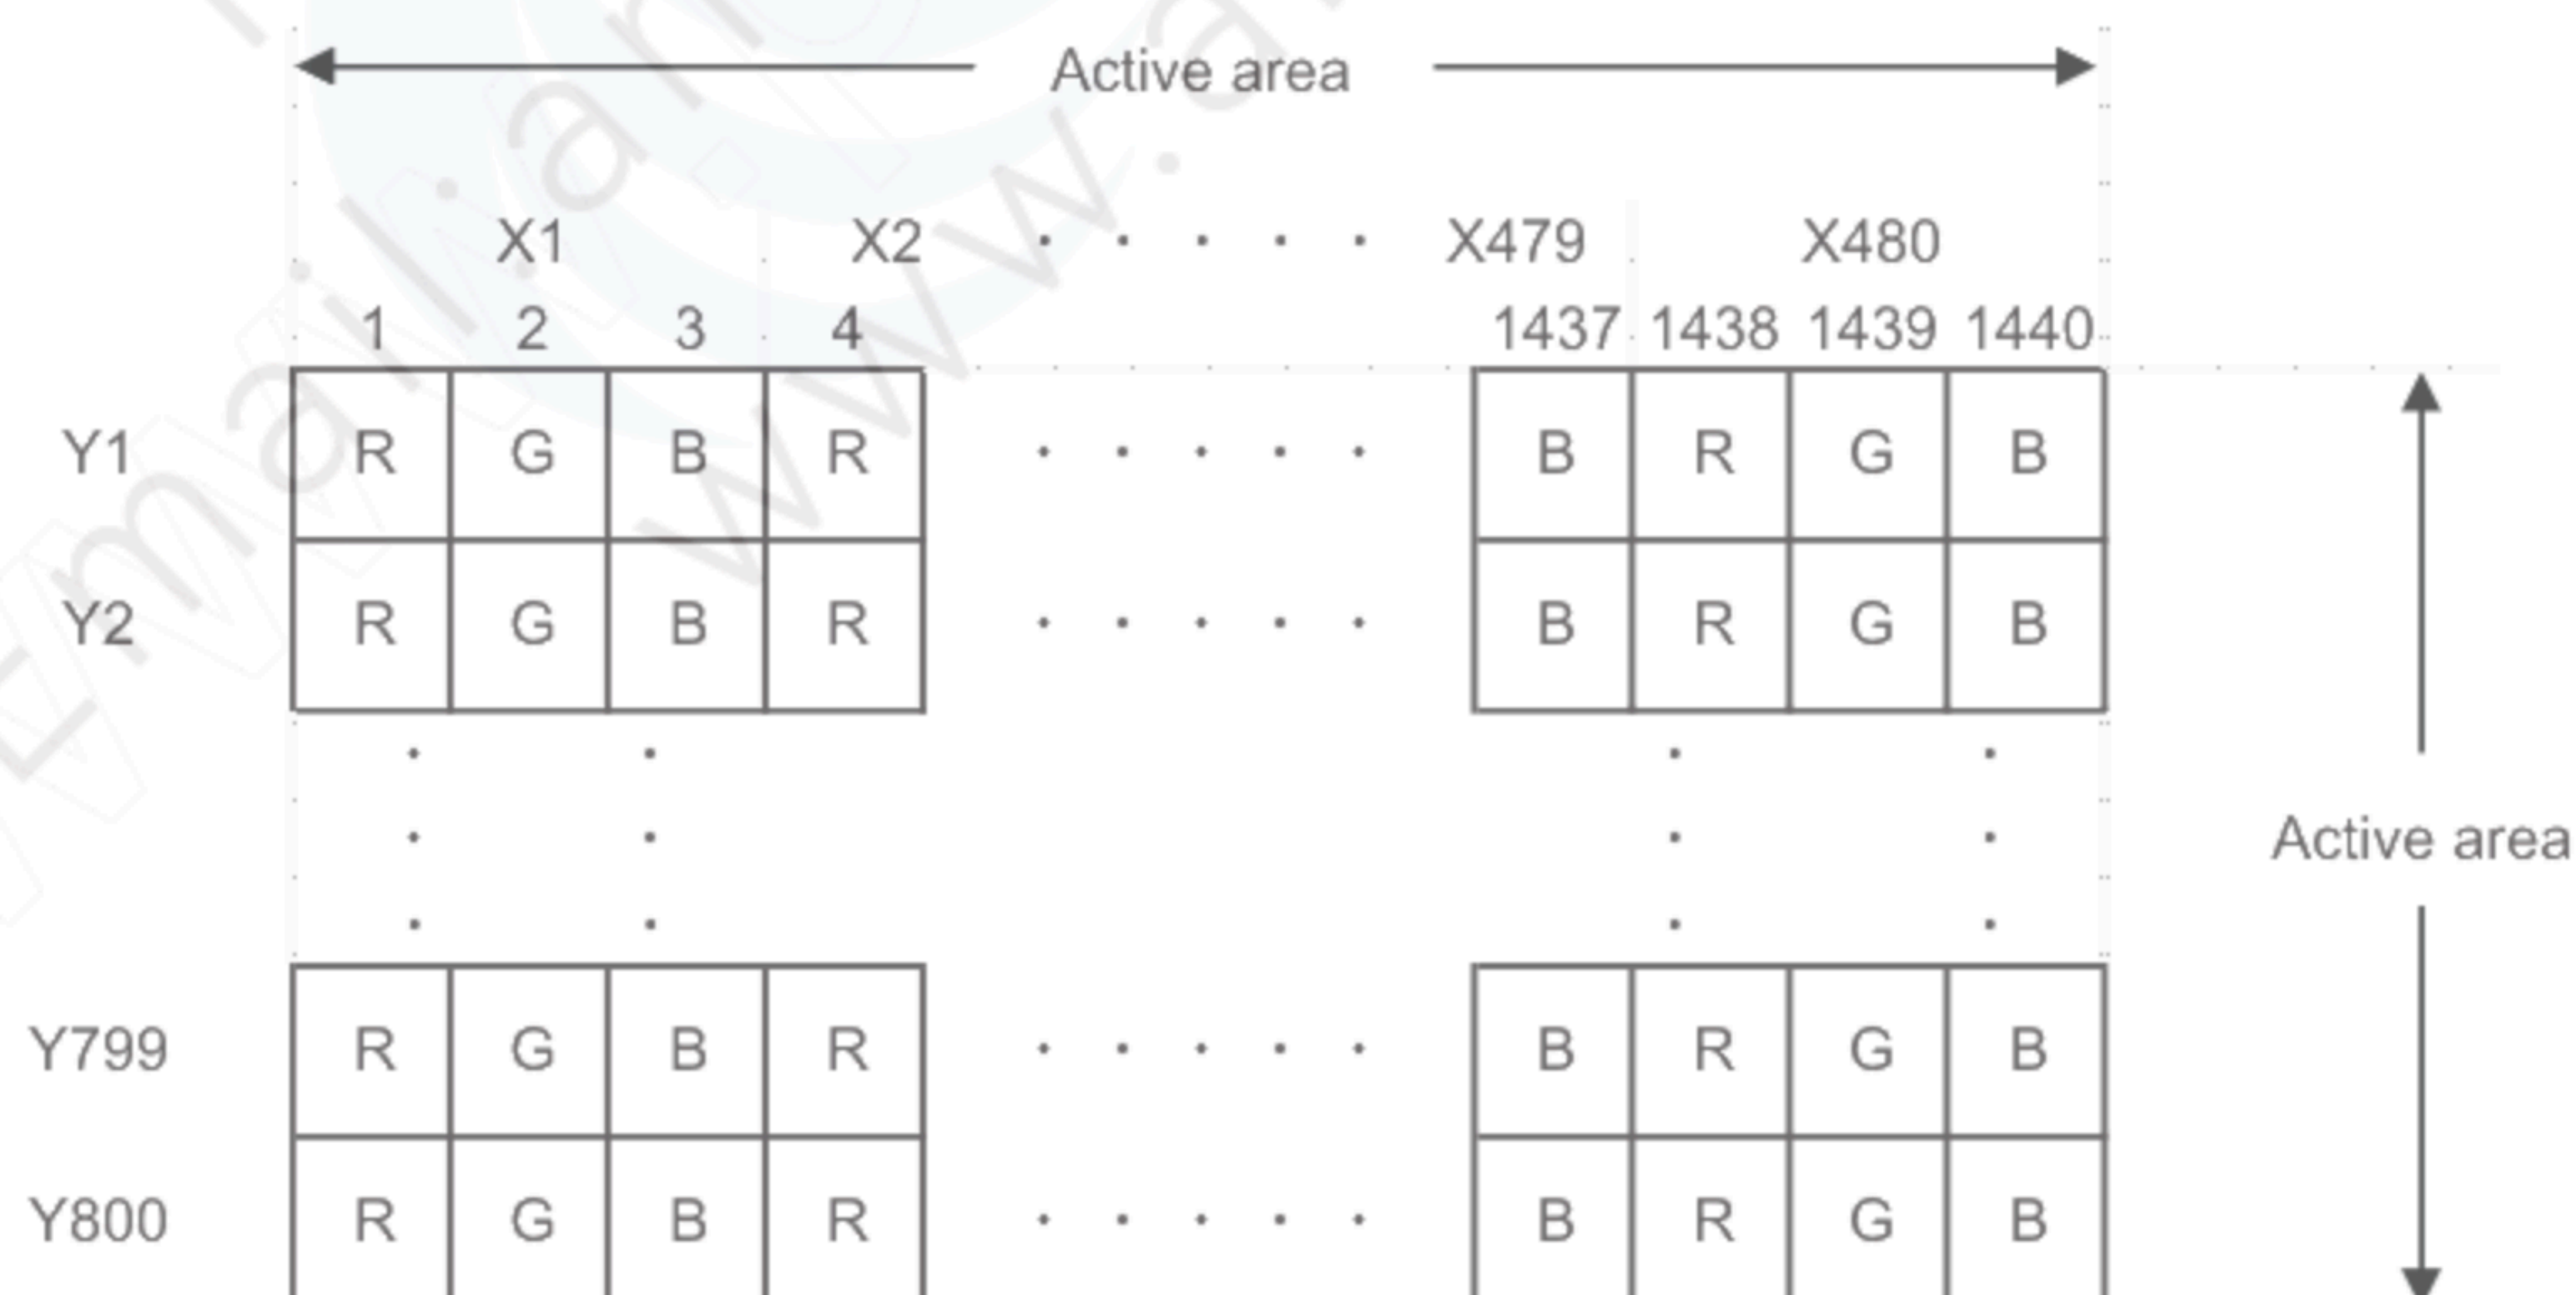 Active area
X1 X2 . . . . . X479 X480
1 2 3 4 1437 1438 1439 1440
Y1 R G B R . . . . . B R G B
Y2 R G B R . . . . . B R G B
Active area
Y799 R G B R . . . . . B R G B
Y800 R G B R . . . . . B R G B